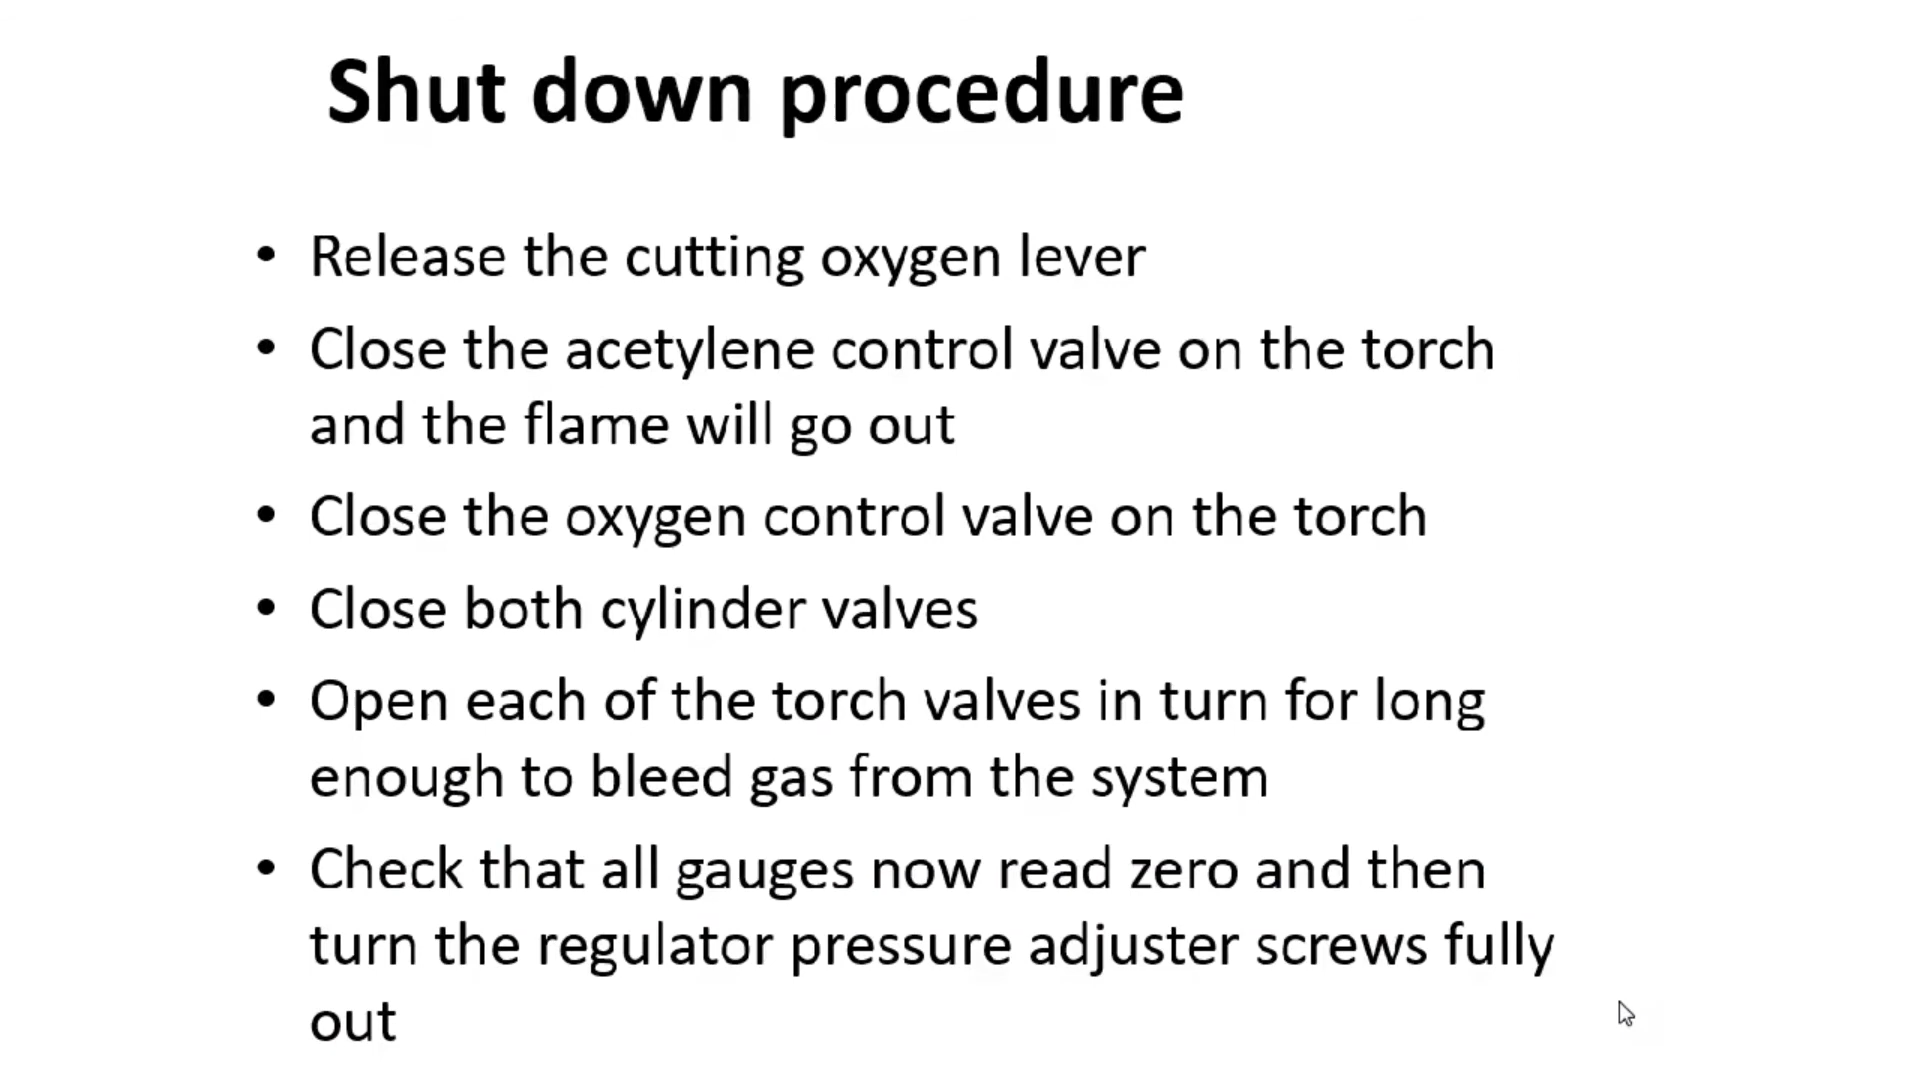 Shut down procedure
• Release the cutting oxygen lever
• Close the acetylene control valve on the torch
and the flame will go out
• Close the oxygen control valve on the torch
• Close both cylinder valves
• Open each of the torch valves in turn for long
enough to bleed gas from the system
• Check that all gauges now read zero and then
turn the regulator pressure adjuster screws fully
out